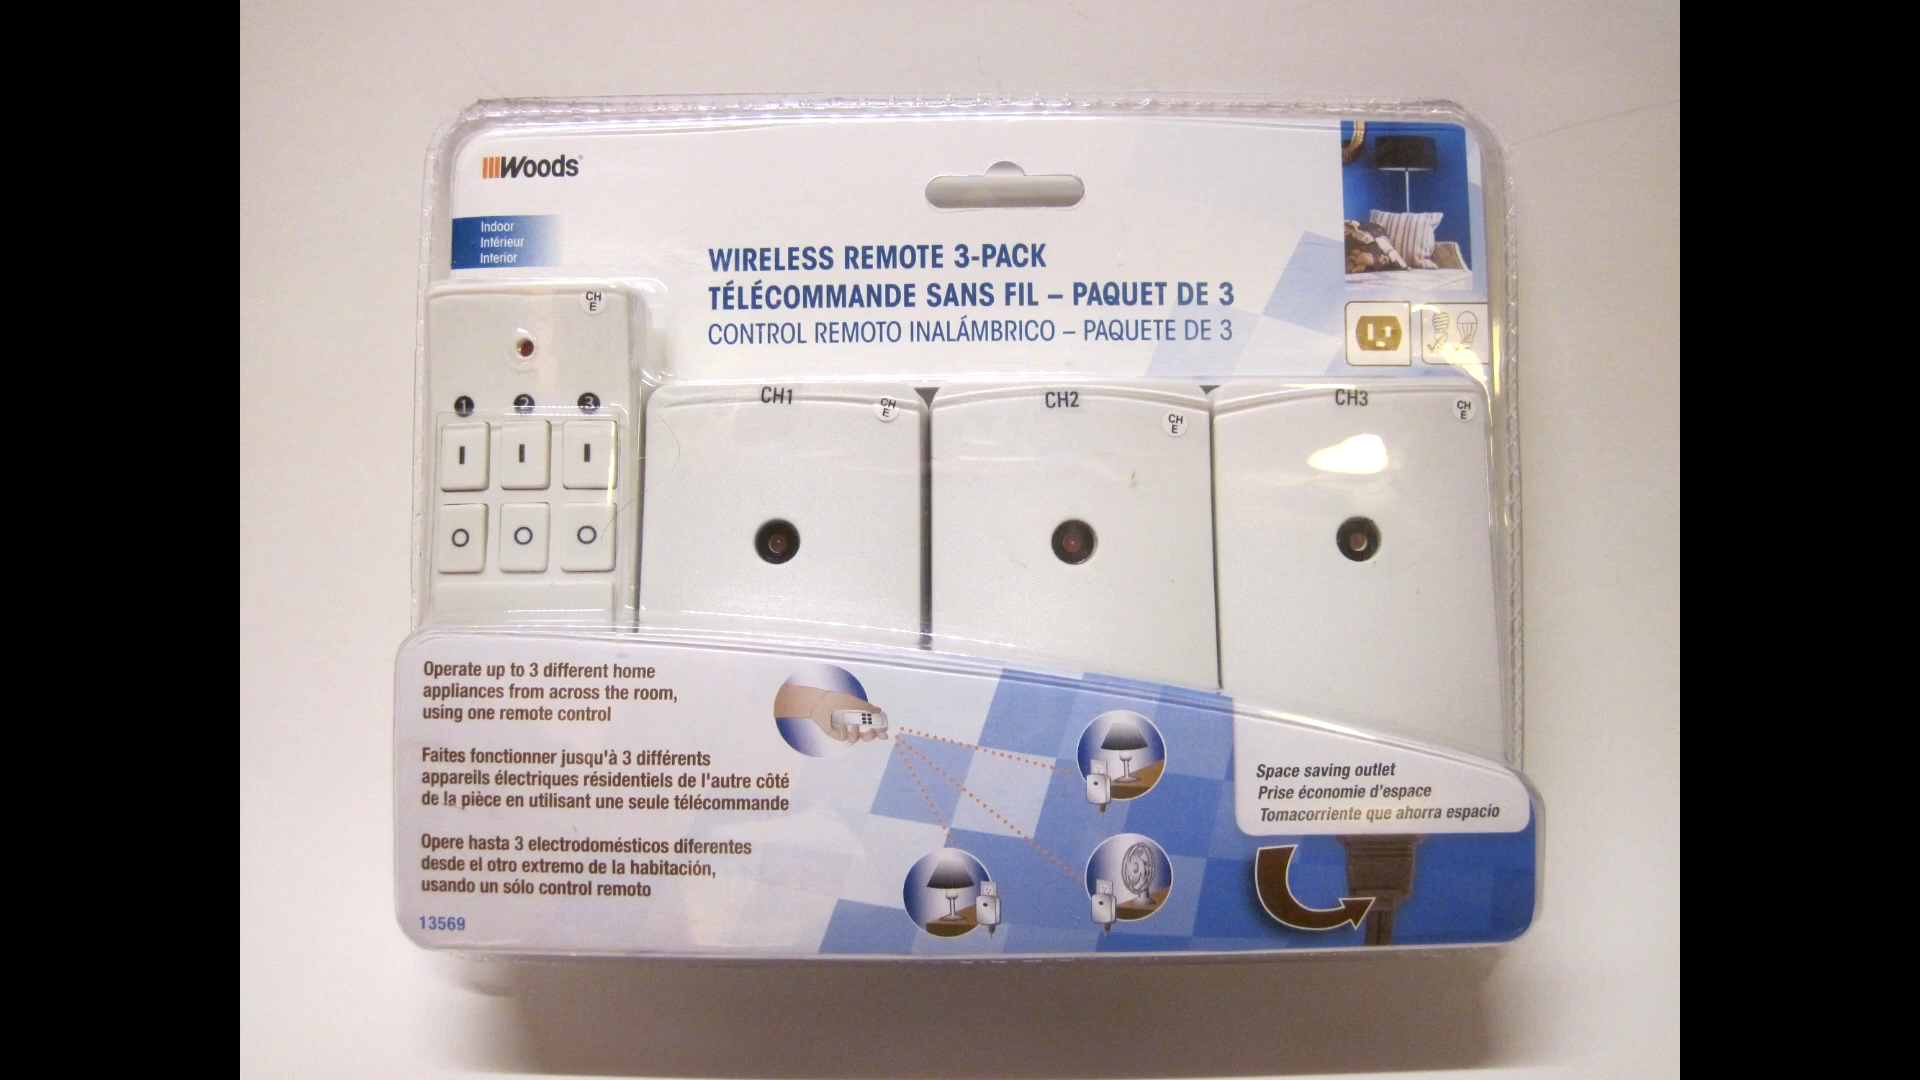 Woods
Indoor
Intérieur
Interior
WIRELESS REMOTE 3-PACK
TÉLÉCOMMANDE SANS FIL – PAQUET DE 3
CONTROL REMOTO INALÁMBRICO – PAQUETE DE 3
CH
E
1 2 3
I I I
O O O
CH1
CH
E
CH2
CH
E
CH3
CH
E
Operate up to 3 different home
appliances from across the room,
using one remote control
Faites fonctionner jusqu'à 3 différents
appareils électriques résidentiels de l'autre côté
de la pièce en utilisant une seule télécommande
Opere hasta 3 electrodomésticos diferentes
desde el otro extremo de la habitación,
usando un sólo control remoto
13569
Space saving outlet
Prise économie d'espace
Tomacorriente que ahorra espacio